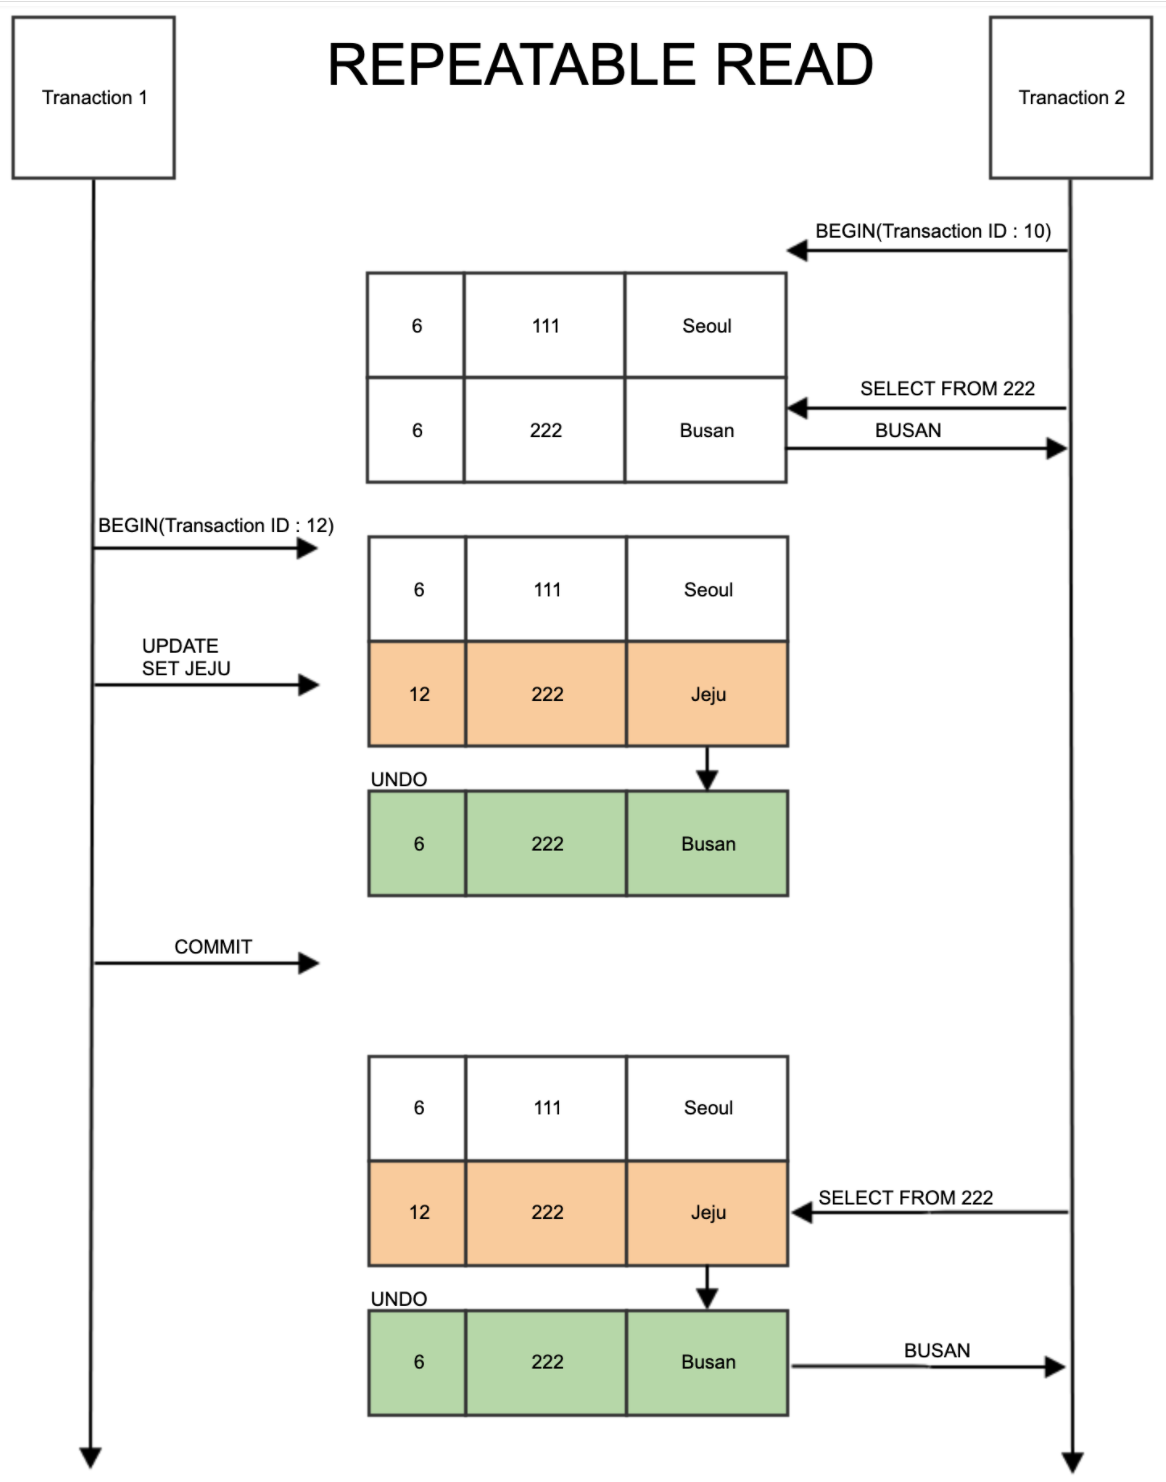 REPEATABLE READ
Tranaction 1
Tranaction 2
BEGIN(Transaction ID : 10)
6 111 Seoul
SELECT FROM 222
6 222 Busan
BUSAN
BEGIN(Transaction ID : 12)
6 111 Seoul
UPDATE
SET JEJU
12 222 Jeju
UNDO
6 222 Busan
COMMIT
6 111 Seoul
SELECT FROM 222
12 222 Jeju
UNDO
6 222 Busan
BUSAN